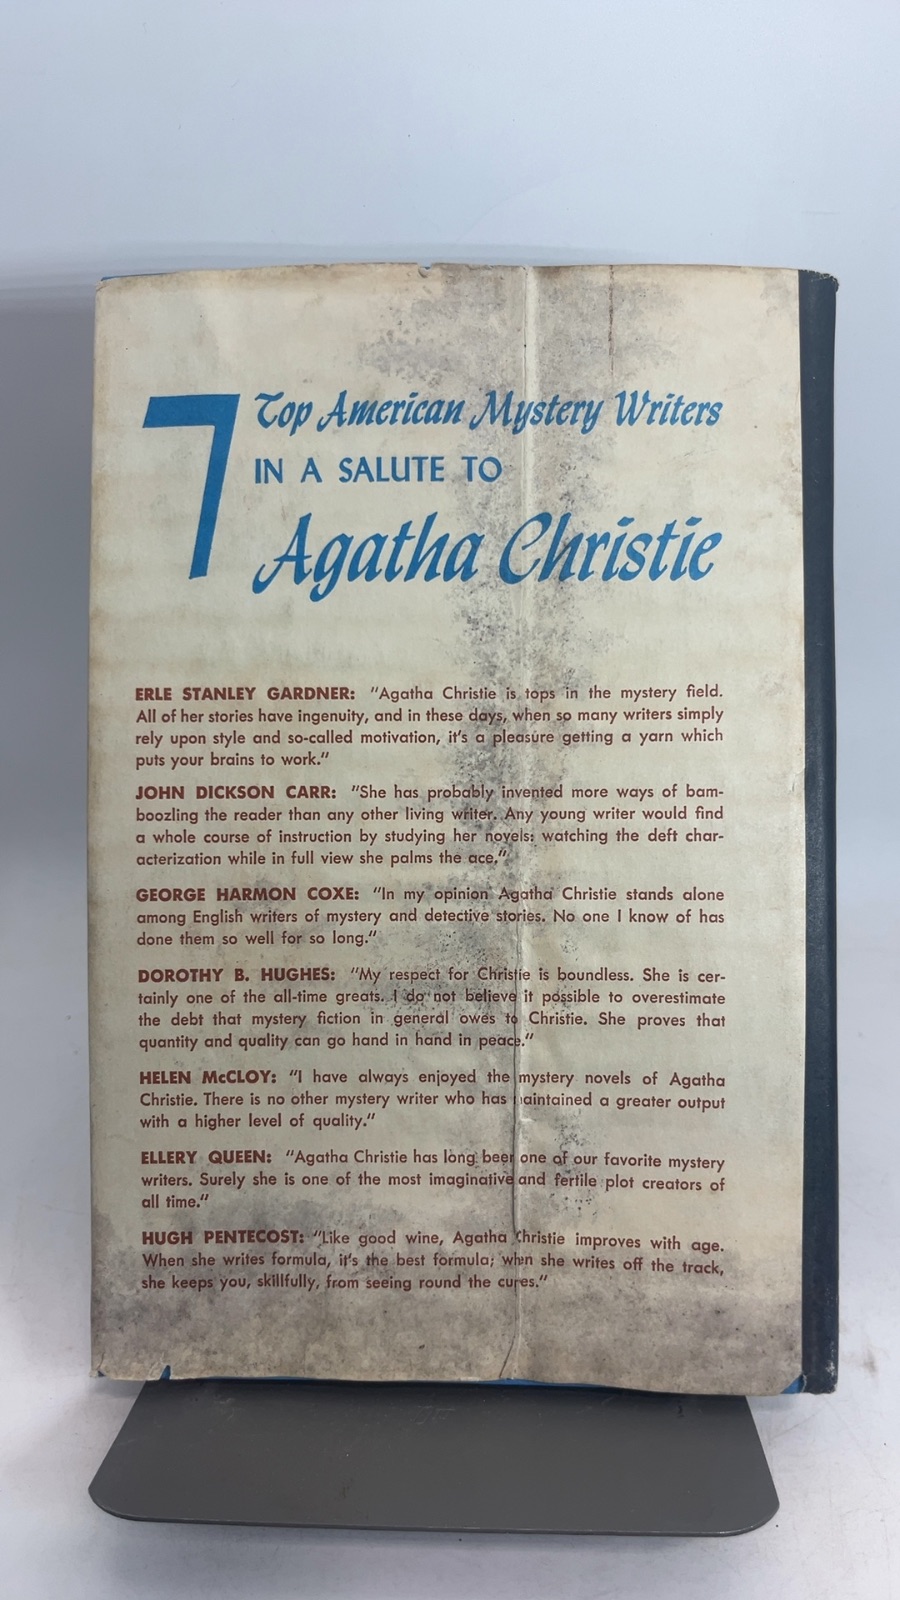 7 Top American Mystery Writers
IN A SALUTE TO
Agatha Christie
ERLE STANLEY GARDNER: "Agatha Christie is tops in the mystery field.
All of her stories have ingenuity, and in these days, when so many writers simply
rely upon style and so-called motivation, it's a pleasure getting a yarn which
puts your brains to work."
JOHN DICKSON CARR: "She has probably invented more ways of bam-
boozling the reader than any other living writer. Any young writer would find
a whole course of instruction by studying her novels: watching the deft char-
acterization while in full view she palms the ace."
GEORGE HARMON COXE: "In my opinion Agatha Christie stands alone
among English writers of mystery and detective stories. No one I know of has
done them so well for so long."
DOROTHY B. HUGHES: "My respect for Christie is boundless. She is cer-
tainly one of the all-time greats. I do not believe it possible to overestimate
the debt that mystery fiction in general owes to Christie. She proves that
quantity and quality can go hand in hand in peace."
HELEN McCLOY: "I have always enjoyed the mystery novels of Agatha
Christie. There is no other mystery writer who has maintained a greater output
with a higher level of quality."
ELLERY QUEEN: "Agatha Christie has long been one of our favorite mystery
writers. Surely she is one of the most imaginative and fertile plot creators of
all time."
HUGH PENTECOST: "Like good wine, Agatha Christie improves with age.
When she writes formula, it's the best formula; when she writes off the track,
she keeps you, skillfully, from seeing round the curves."